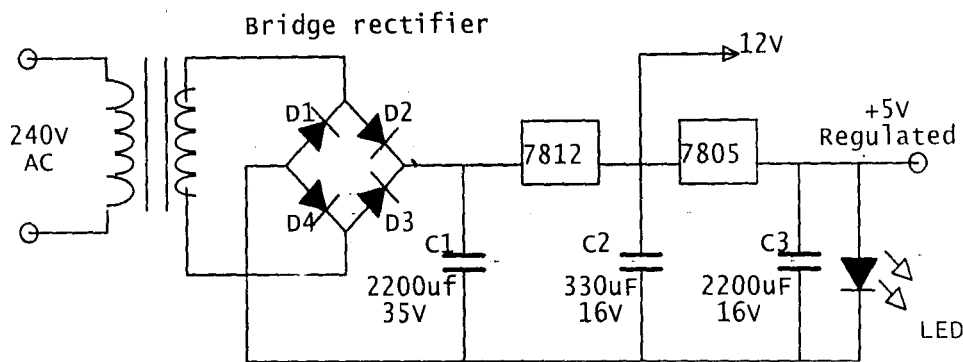 Bridge rectifier
12V
D1
D2
+5V
Regulated
240V
AC
7812
7805
D4
D3
C1
2200uf
35V
C2
330uF
16V
C3
2200uF
16V
LED